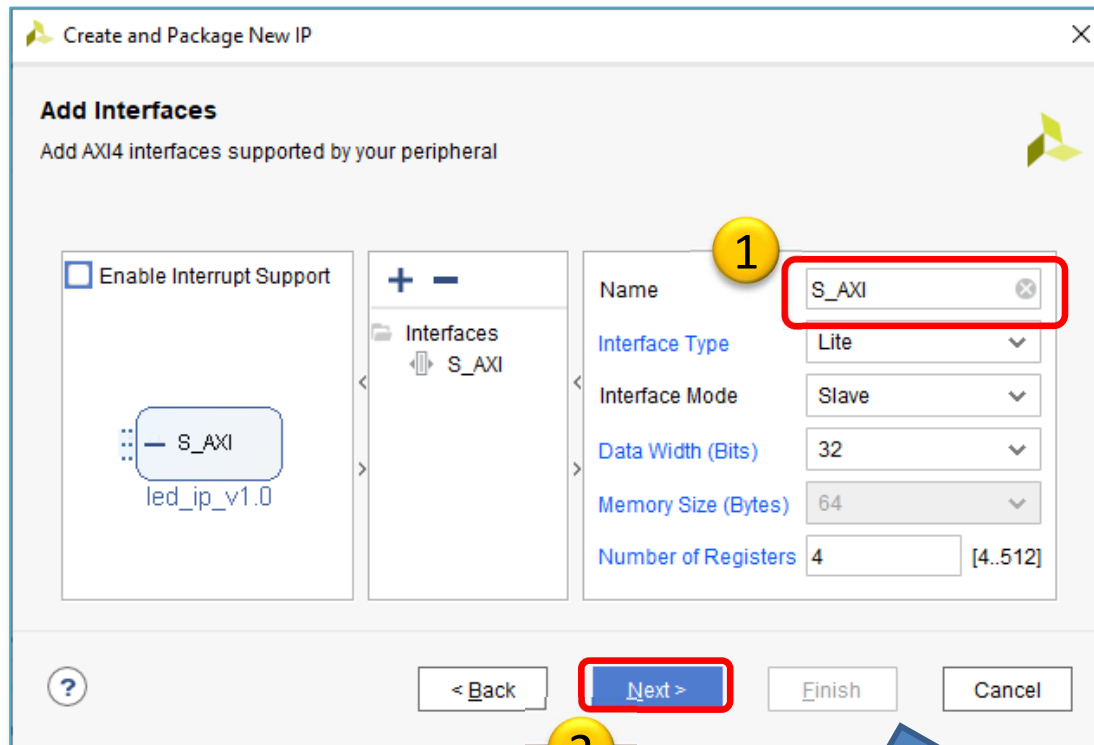 Create and Package New IP
Add Interfaces
Add AXI4 interfaces supported by your peripheral
1
Enable Interrupt Support
S_AXI
led_ip_v1.0
Interfaces
S_AXI
Name S_AXI
Interface Type Lite
Interface Mode Slave
Data Width (Bits) 32
Memory Size (Bytes) 64
Number of Registers 4 [4..512]
? < Back Next > Finish Cancel
2